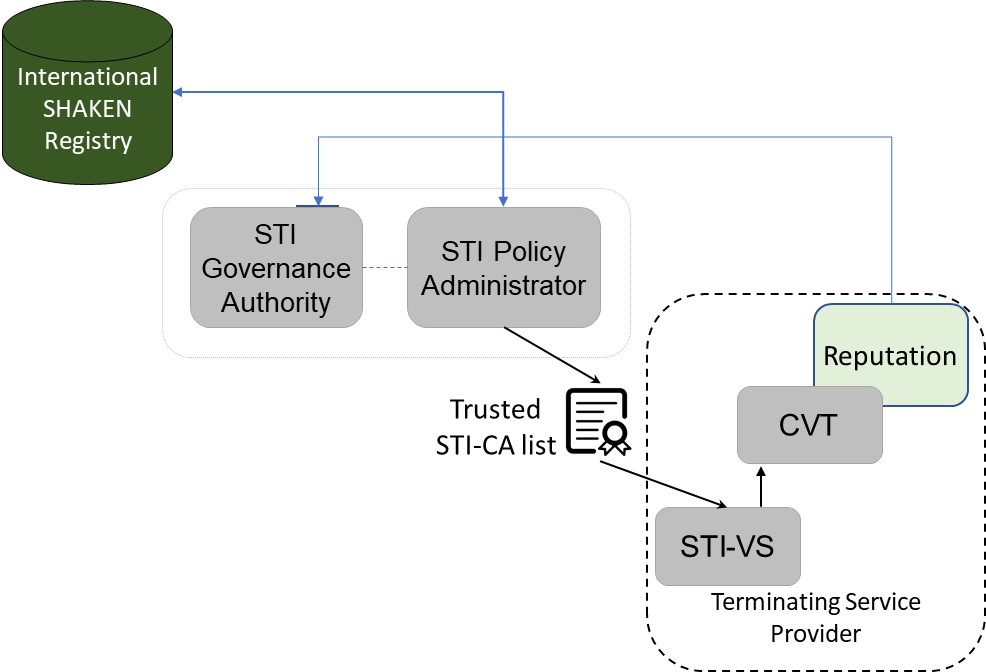 International
SHAKEN
Registry
STI
Governance
Authority
STI Policy
Administrator
Reputation
Trusted
STI-CA list
CVT
STI-VS
Terminating Service
Provider